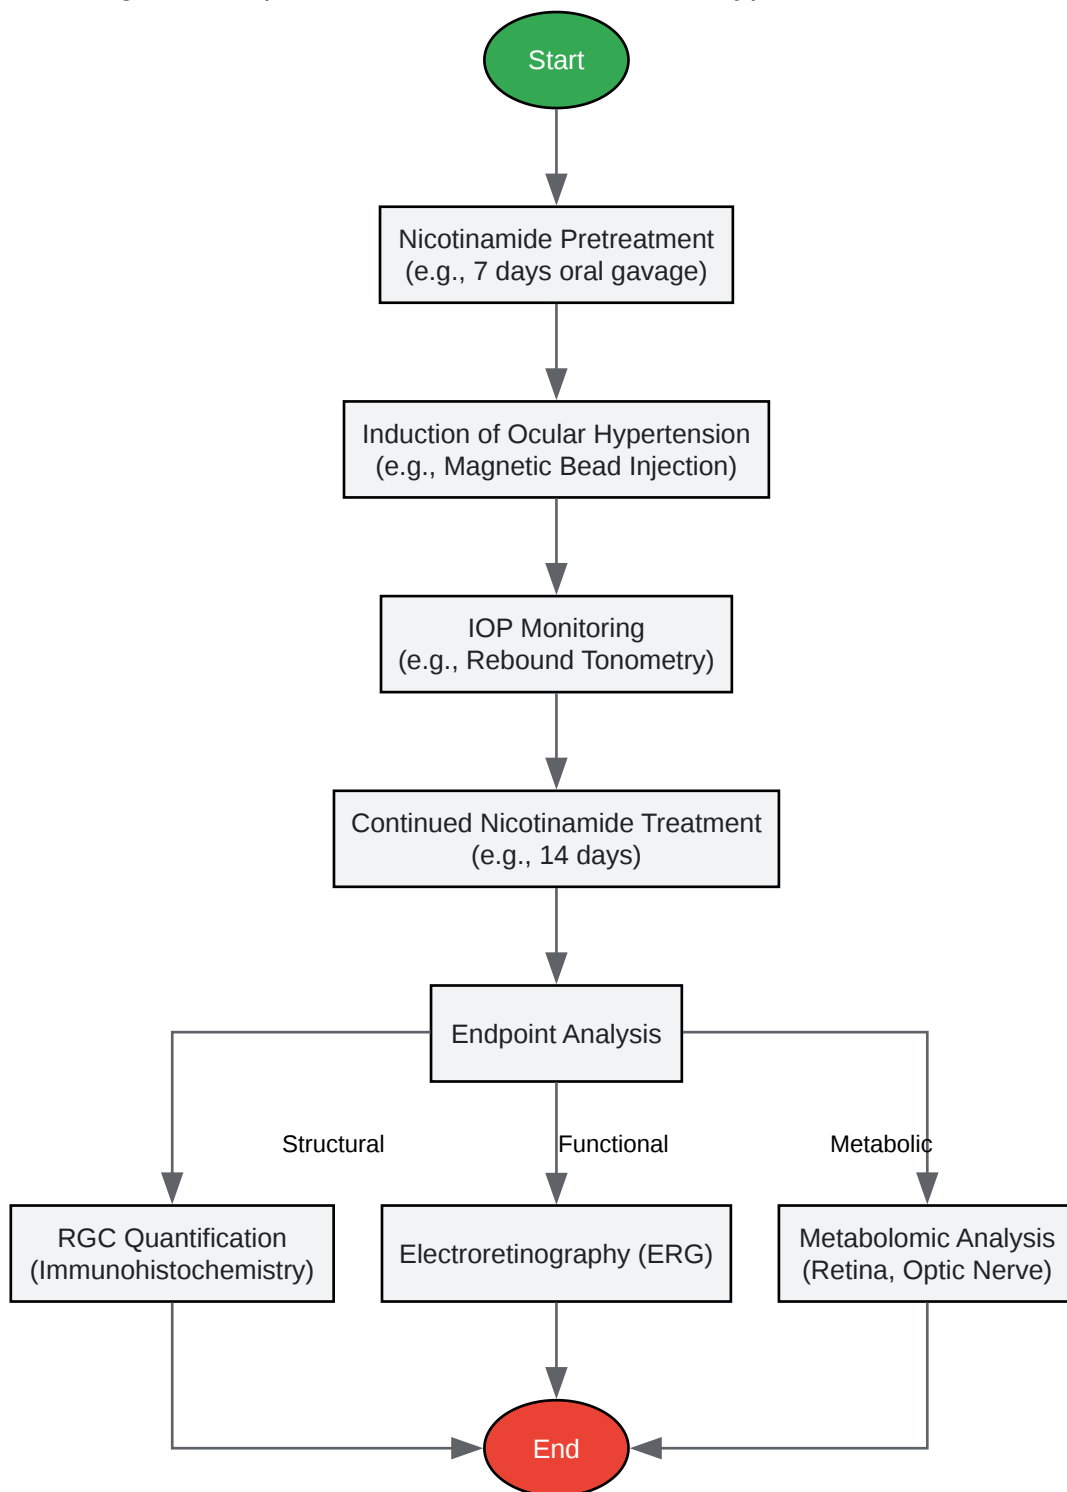 Start
Nicotinamide Pretreatment
(e.g., 7 days oral gavage)
Induction of Ocular Hypertension
(e.g., Magnetic Bead Injection)
IOP Monitoring
(e.g., Rebound Tonometry)
Continued Nicotinamide Treatment
(e.g., 14 days)
Endpoint Analysis
Structural
Functional
Metabolic
RGC Quantification
(Immunohistochemistry)
Electroretinography (ERG)
Metabolomic Analysis
(Retina, Optic Nerve)
End